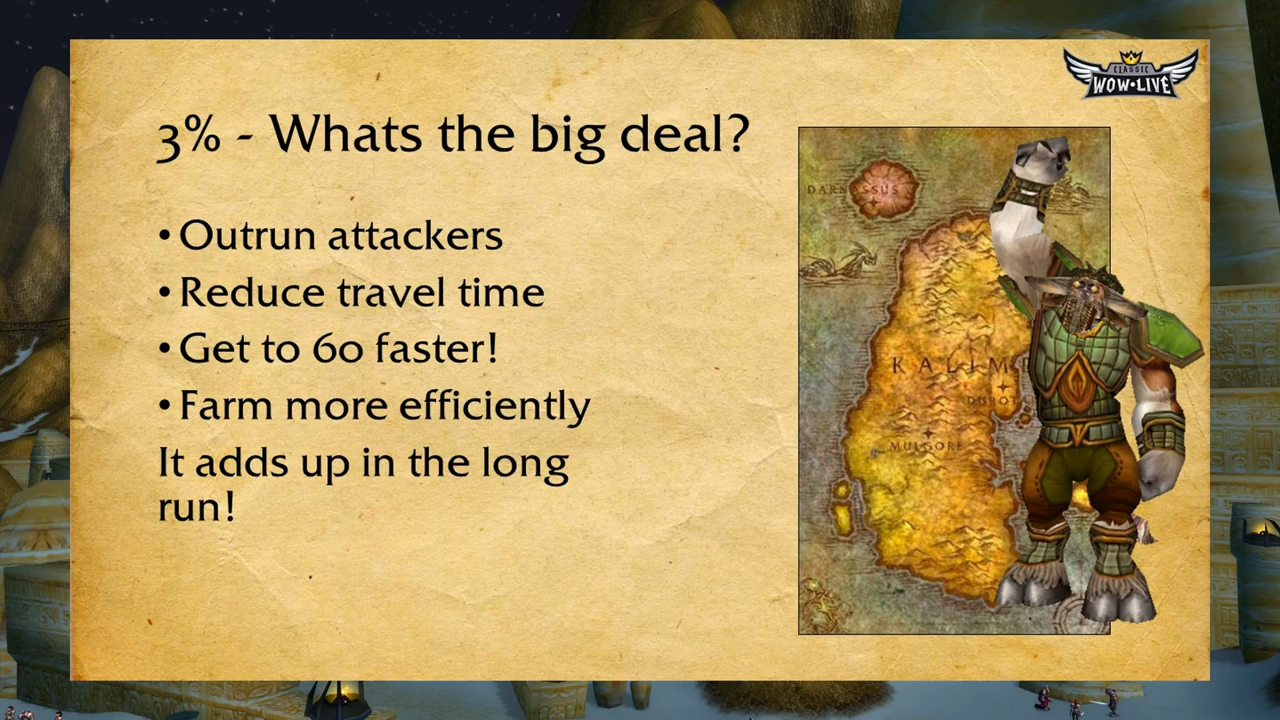 CLASSIC
WOW•LIVE
3% - Whats the big deal?
• Outrun attackers
• Reduce travel time
• Get to 60 faster!
• Farm more efficiently
It adds up in the long
run!
DARNASSUS
KALIM
DUROT
MULGORE